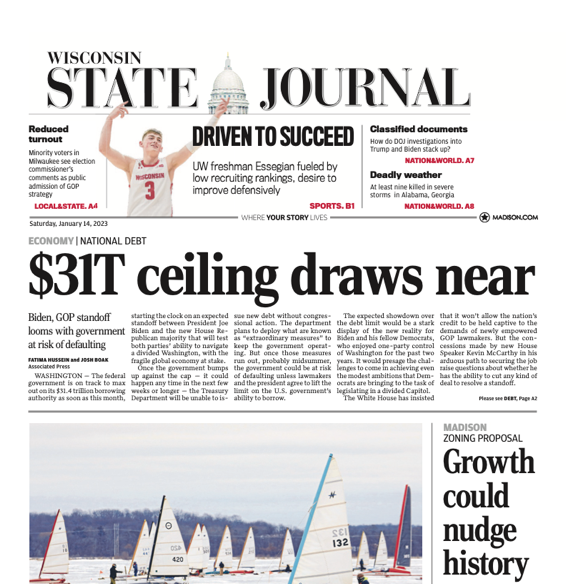 WISCONSIN
STATE JOURNAL
Reduced
turnout
Minority voters in
Milwaukee see election
commissioner's
comments as public
admission of GOP
strategy
LOCAL&STATE. A4
WISCONSIN
3
DRIVEN TO SUCCEED
UW freshman Essegian fueled by
low recruiting rankings, desire to
improve defensively
SPORTS. B1
Classified documents
How do DOJ investigations into
Trump and Biden stack up?
NATION&WORLD. A7
Deadly weather
At least nine killed in severe
storms in Alabama, Georgia
NATION&WORLD. A8
WHERE YOUR STORY LIVES
MADISON.COM
Saturday, January 14, 2023
ECONOMY | NATIONAL DEBT
$31T ceiling draws near
Biden, GOP standoff
looms with government
at risk of defaulting
FATIMA HUSSEIN and JOSH BOAK
Associated Press
WASHINGTON — The federal
government is on track to max
out on its $31.4 trillion borrowing
authority as soon as this month,
starting the clock on an expected
standoff between President Joe
Biden and the new House Re-
publican majority that will test
both parties' ability to navigate
a divided Washington, with the
fragile global economy at stake.
Once the government bumps
up against the cap — it could
happen any time in the next few
weeks or longer — the Treasury
Department will be unable to is-
sue new debt without congres-
sional action. The department
plans to deploy what are known
as "extraordinary measures" to
keep the government operat-
ing. But once those measures
run out, probably midsummer,
the government could be at risk
of defaulting unless lawmakers
and the president agree to lift the
limit on the U.S. government's
ability to borrow.
The expected showdown over
the debt limit would be a stark
display of the new reality for
Biden and his fellow Democrats,
who enjoyed one-party control
of Washington for the past two
years. It would presage the chal-
lenges to come in achieving even
the most modest ambitions that Dem-
ocrats are bringing to the task of
legislating in a divided Capitol.
The White House has insisted
that it won't allow the nation's
credit to be held captive to the
demands of newly empowered
GOP lawmakers. But the con-
cessions made by new House
Speaker Kevin McCarthy in his
arduous path to securing the job
raise questions about whether he
has the ability to cut any kind of
deal to resolve a standoff.
Please see DEBT, Page A2
132
420
MADISON
ZONING PROPOSAL
Growth
could
nudge
history